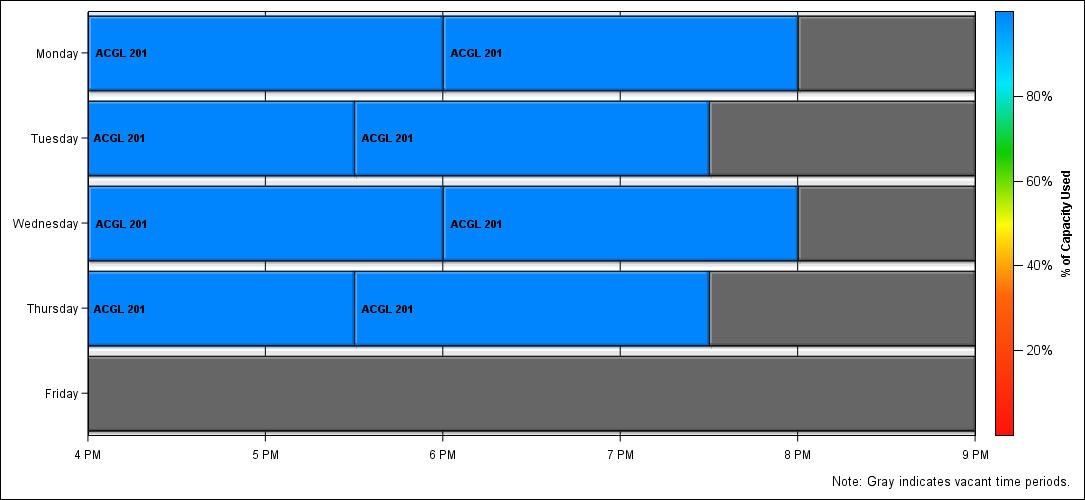 Monday
ACGL 201
ACGL 201
Tuesday
ACGL 201
ACGL 201
Wednesday
ACGL 201
ACGL 201
Thursday
ACGL 201
ACGL 201
Friday
4 PM
5 PM
6 PM
7 PM
8 PM
9 PM
80%
60%
40%
20%
% of Capacity Used
Note: Gray indicates vacant time periods.